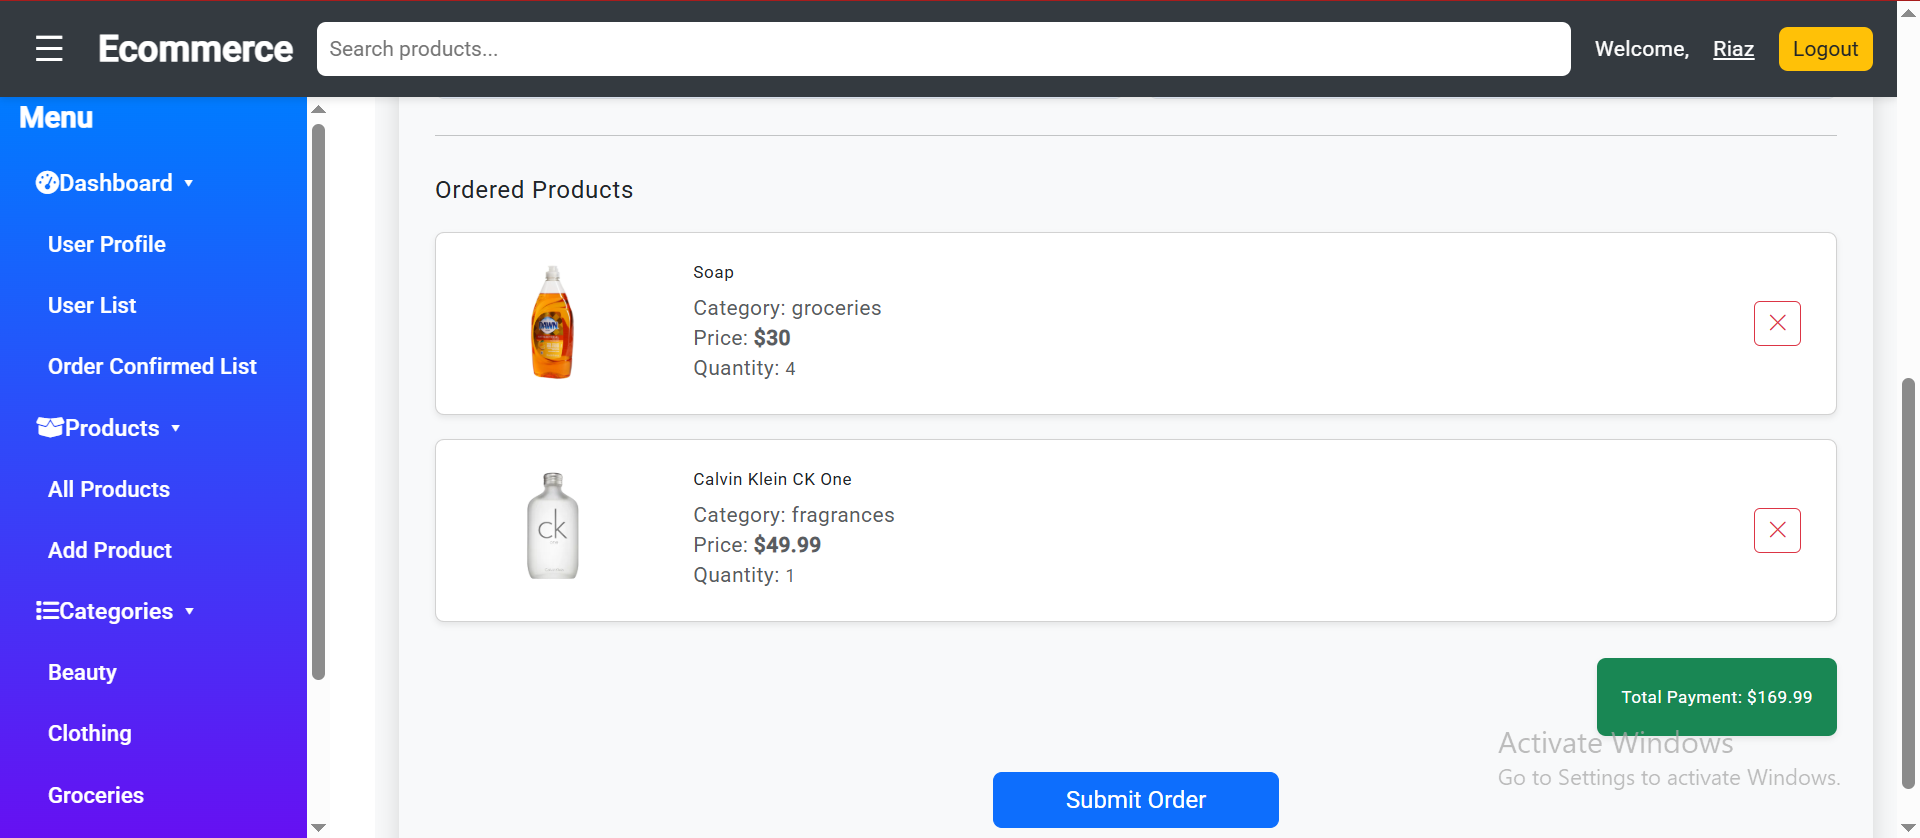 ☰ Ecommerce Search products... Welcome, Riaz Logout
Menu
Dashboard ▼
User Profile
User List
Order Confirmed List
Products ▼
All Products
Add Product
Categories ▼
Beauty
Clothing
Groceries
Ordered Products
Soap
Category: groceries
Price: $30
Quantity: 4
Calvin Klein CK One
Category: fragrances
Price: $49.99
Quantity: 1
ck
one
Total Payment: $169.99
Submit Order
Activate Windows
Go to Settings to activate Windows.